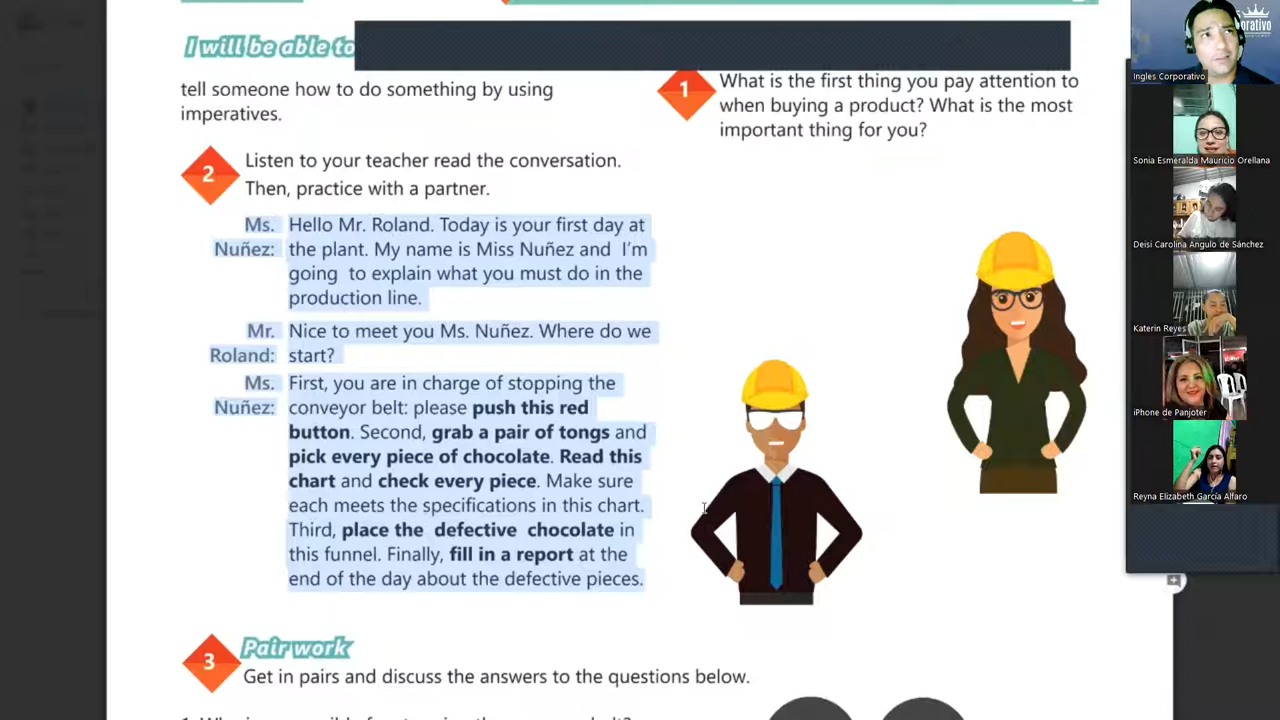 I will be able to
tell someone how to do something by using
imperatives.
1
What is the first thing you pay attention to
when buying a product? What is the most
important thing for you?
2
Listen to your teacher read the conversation.
Then, practice with a partner.
Ms. Nuñez: Hello Mr. Roland. Today is your first day at
the plant. My name is Miss Nuñez and I'm
going to explain what you must do in the
production line.
Mr. Roland: Nice to meet you Ms. Nuñez. Where do we
start?
Ms. Nuñez: First, you are in charge of stopping the
conveyor belt: please push this red
button. Second, grab a pair of tongs and
pick every piece of chocolate. Read this
chart and check every piece. Make sure
each meets the specifications in this chart.
Third, place the defective chocolate in
this funnel. Finally, fill in a report at the
end of the day about the defective pieces.
3
Pair work
Get in pairs and discuss the answers to the questions below.
Ingles Corporativo
Sonia Esmeralda Mauricio Orellana
Deisi Carolina Angulo de Sánchez
Katerin Reyes
iPhone de Panjoter
Reyna Elizabeth García Alfaro